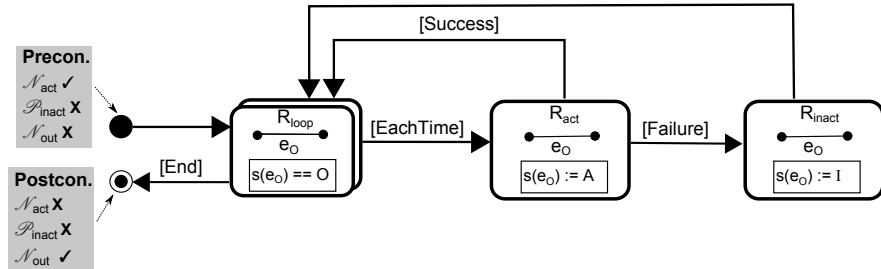 [Success]
Precon.
𝒩act ✓
𝒫inact X
𝒩out X
Rloop
eO
s(eO) == O
[EachTime]
Ract
eO
s(eO) := A
[Failure]
Rinact
eO
s(eO) := I
[End]
Postcon.
𝒩act X
𝒫inact X
𝒩out ✓